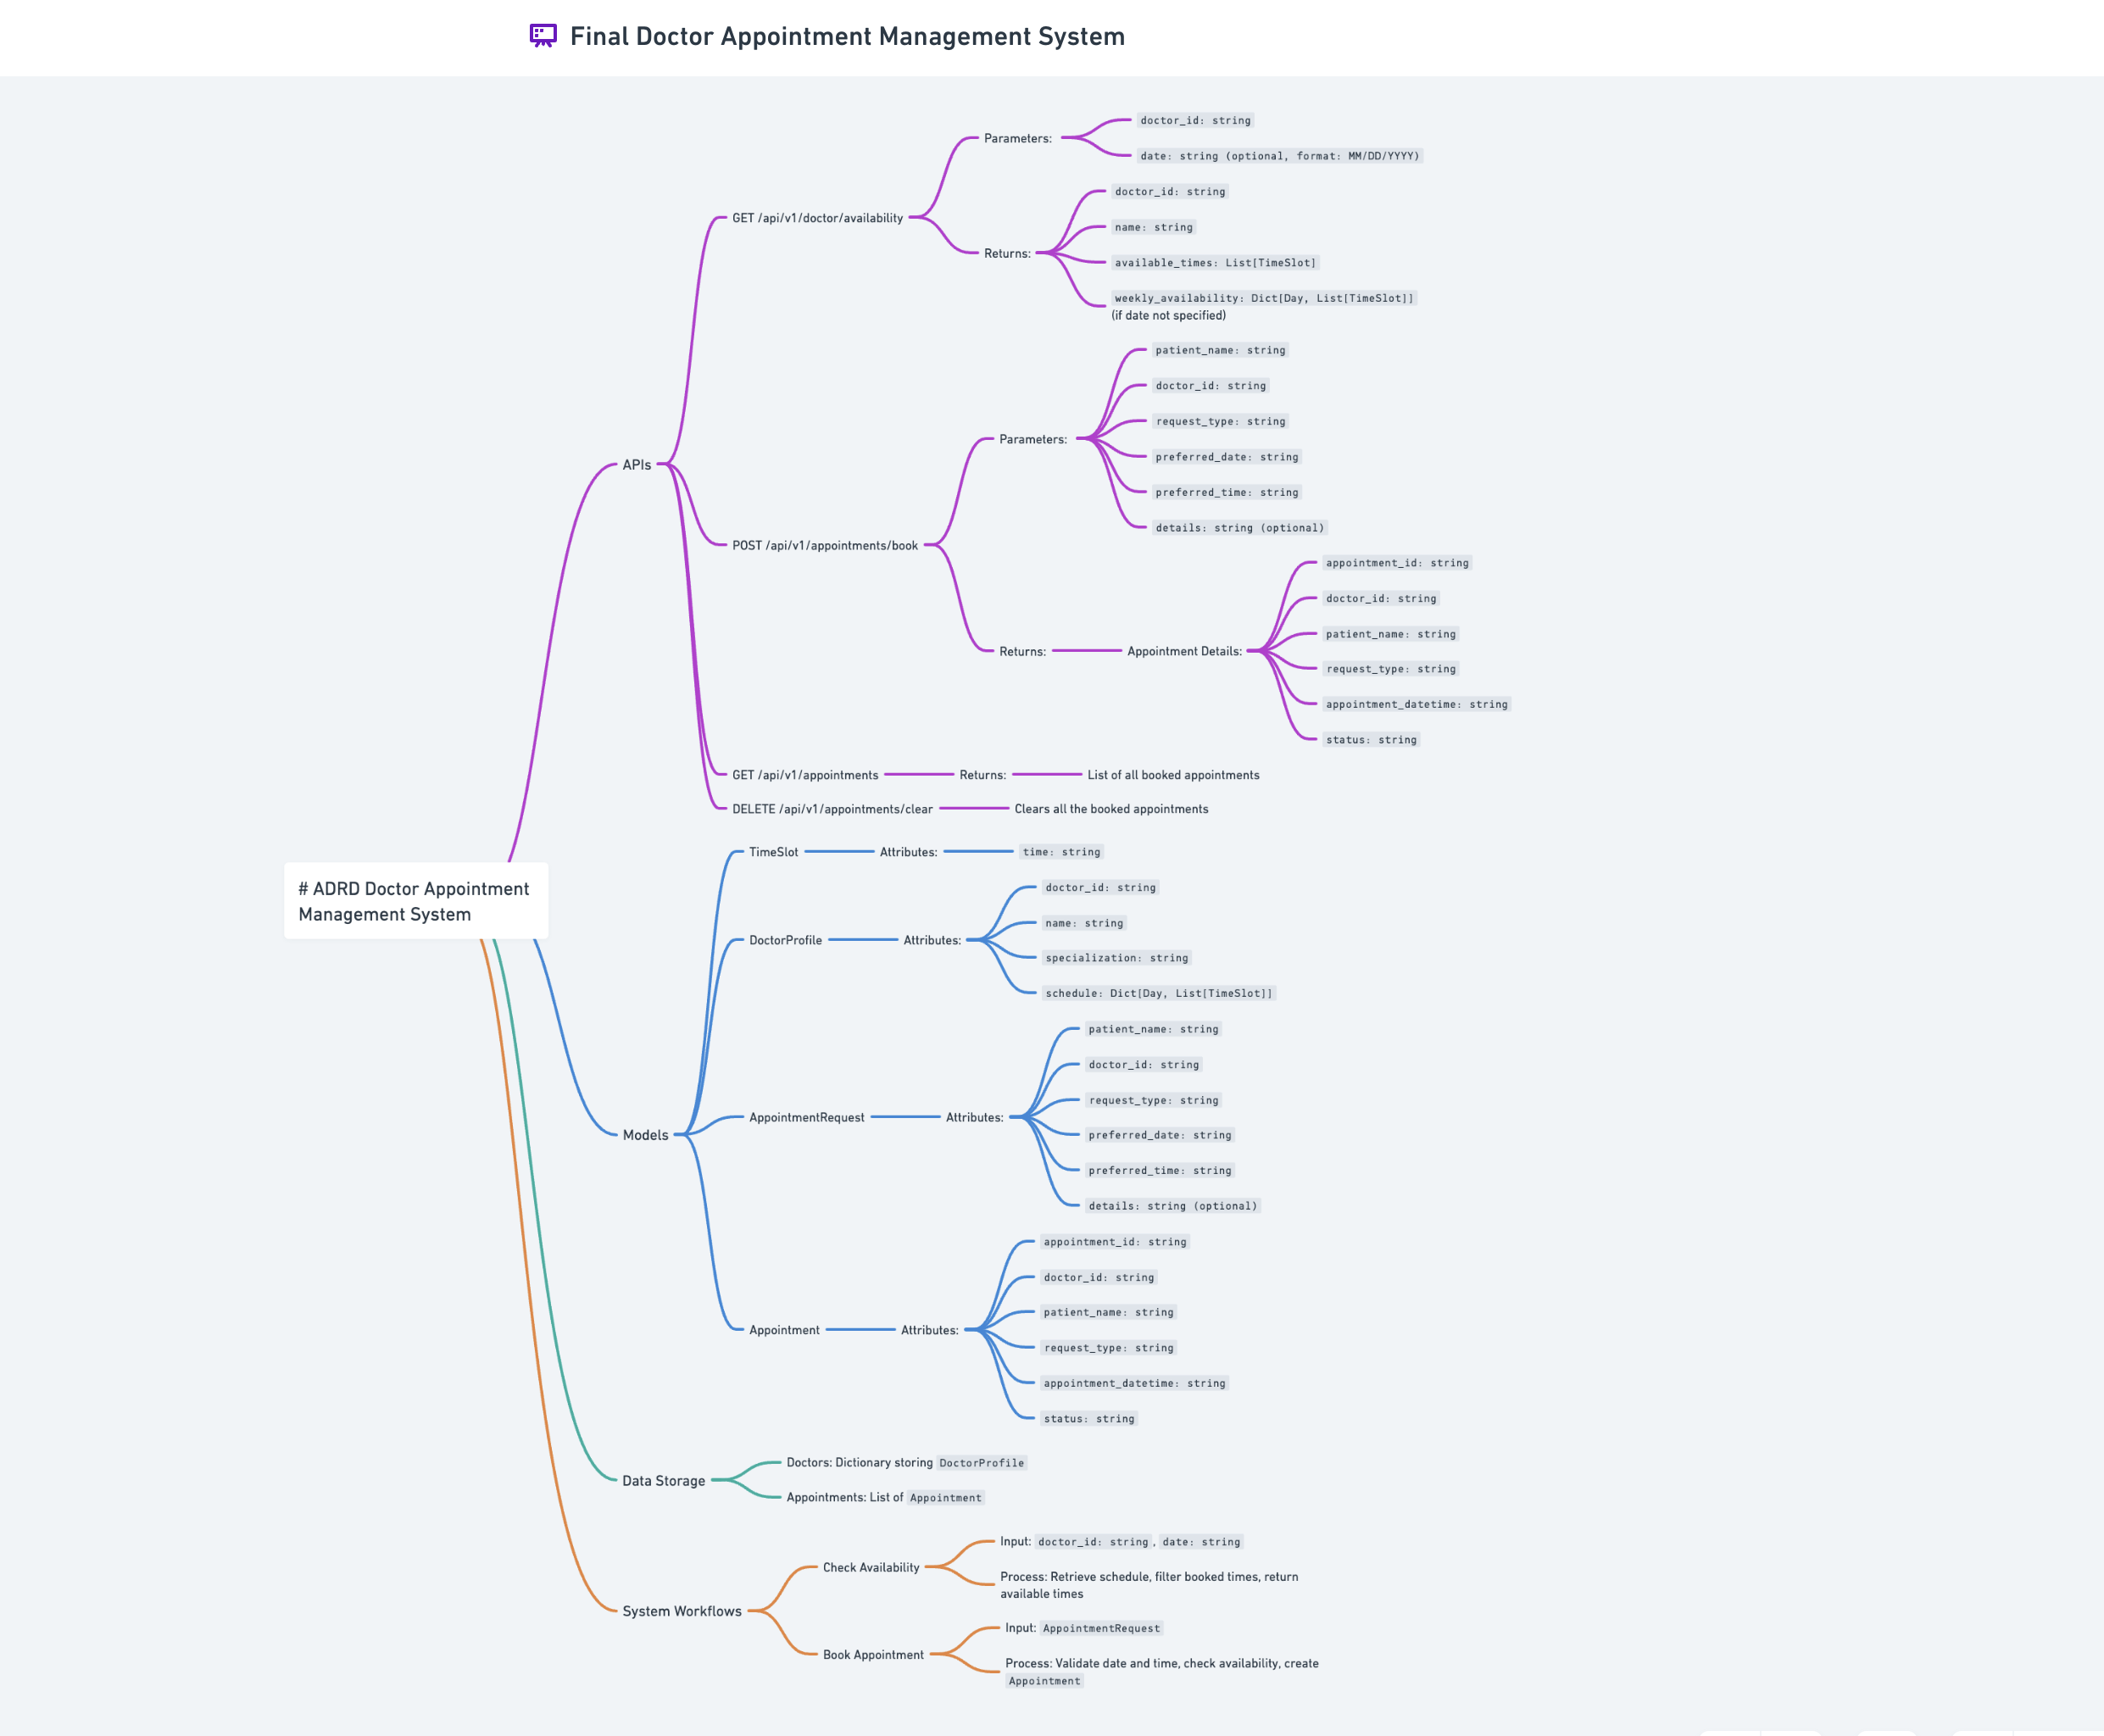 Final Doctor Appointment Management System
doctor_id: string
Parameters:
date: string (optional, format: MM/DD/YYYY)
doctor_id: string
GET /api/v1/doctor/availability
name: string
Returns:
available_times: List[TimeSlot]
weekly_availability: Dict[Day, List[TimeSlot]]
(if date not specified)
patient_name: string
doctor_id: string
request_type: string
Parameters:
preferred_date: string
APIs
preferred_time: string
details: string (optional)
POST /api/v1/appointments/book
appointment_id: string
doctor_id: string
patient_name: string
Returns:
Appointment Details:
request_type: string
appointment_datetime: string
status: string
GET /api/v1/appointments
Returns:
List of all booked appointments
DELETE /api/v1/appointments/clear
Clears all the booked appointments
TimeSlot
Attributes:
time: string
# ADRD Doctor Appointment
Management System
doctor_id: string
name: string
DoctorProfile
Attributes:
specialization: string
schedule: Dict[Day, List[TimeSlot]]
patient_name: string
doctor_id: string
request_type: string
AppointmentRequest
Attributes:
Models
preferred_date: string
preferred_time: string
details: string (optional)
appointment_id: string
doctor_id: string
patient_name: string
Appointment
Attributes:
request_type: string
appointment_datetime: string
status: string
Data Storage
Doctors: Dictionary storing DoctorProfile
Appointments: List of Appointment
System Workflows
Check Availability
Input: doctor_id: string, date: string
Process: Retrieve schedule, filter booked times, return
available times
Book Appointment
Input: AppointmentRequest
Process: Validate date and time, check availability, create
Appointment